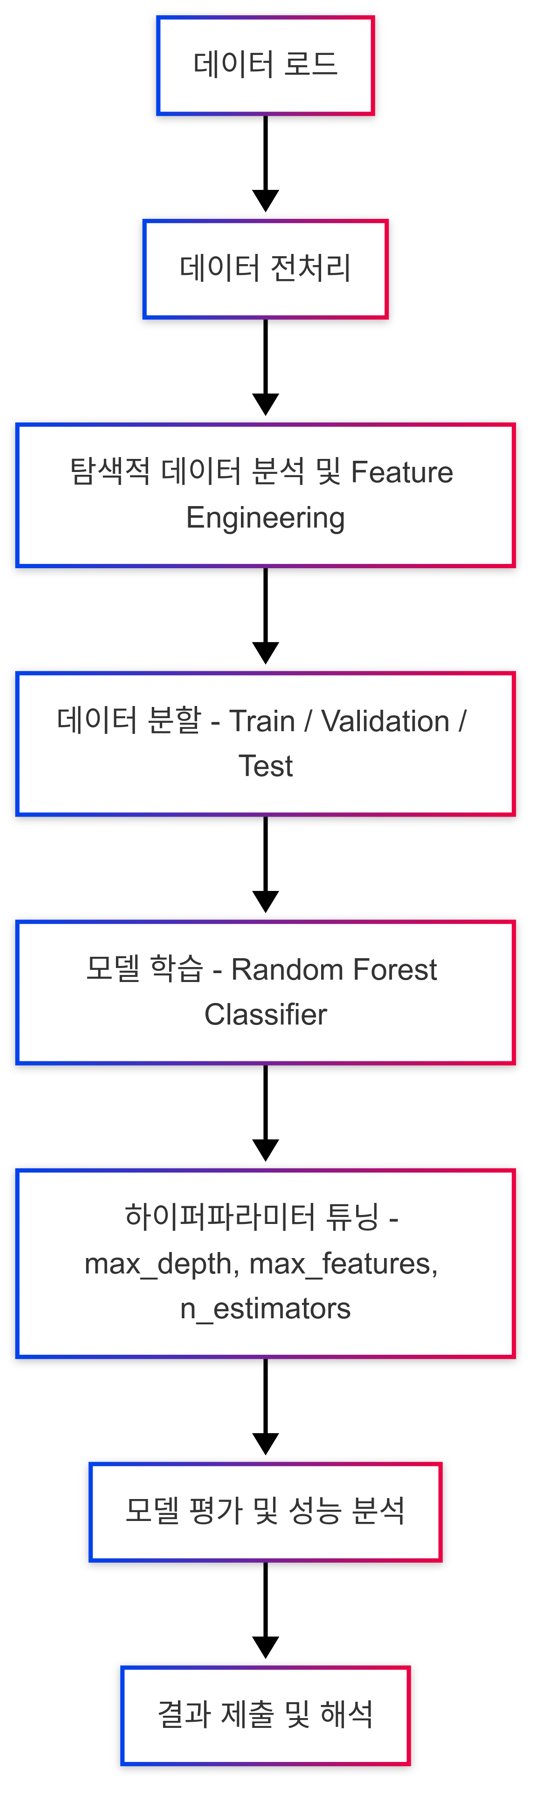 데이터 로드
데이터 전처리
탐색적 데이터 분석 및 Feature
Engineering
데이터 분할 - Train / Validation /
Test
모델 학습 - Random Forest
Classifier
하이퍼파라미터 튜닝 -
max_depth, max_features,
n_estimators
모델 평가 및 성능 분석
결과 제출 및 해석